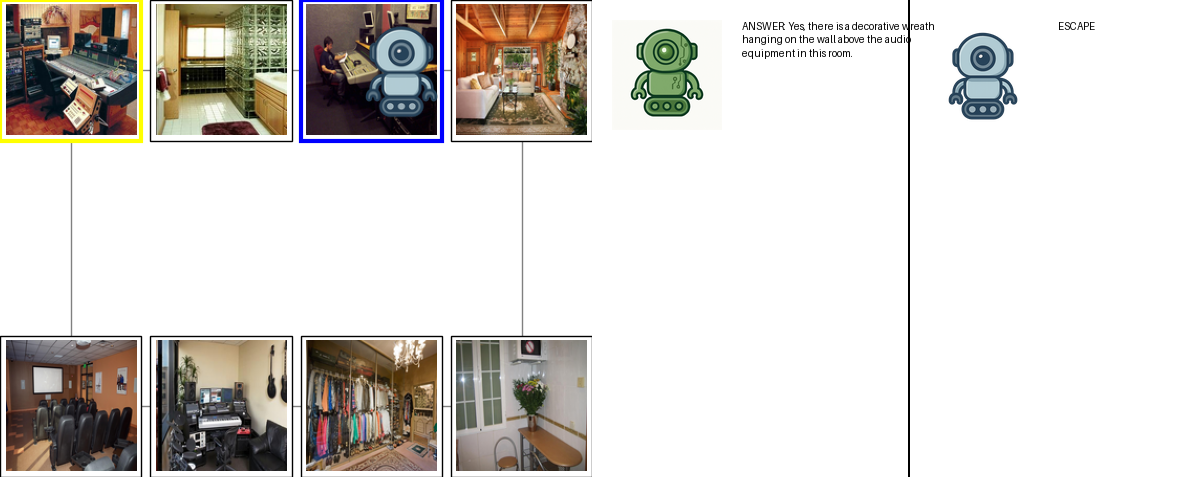 ANSWER: Yes, there is a decorative wreath
hanging on the wall above the audio
equipment in this room.
ESCAPE